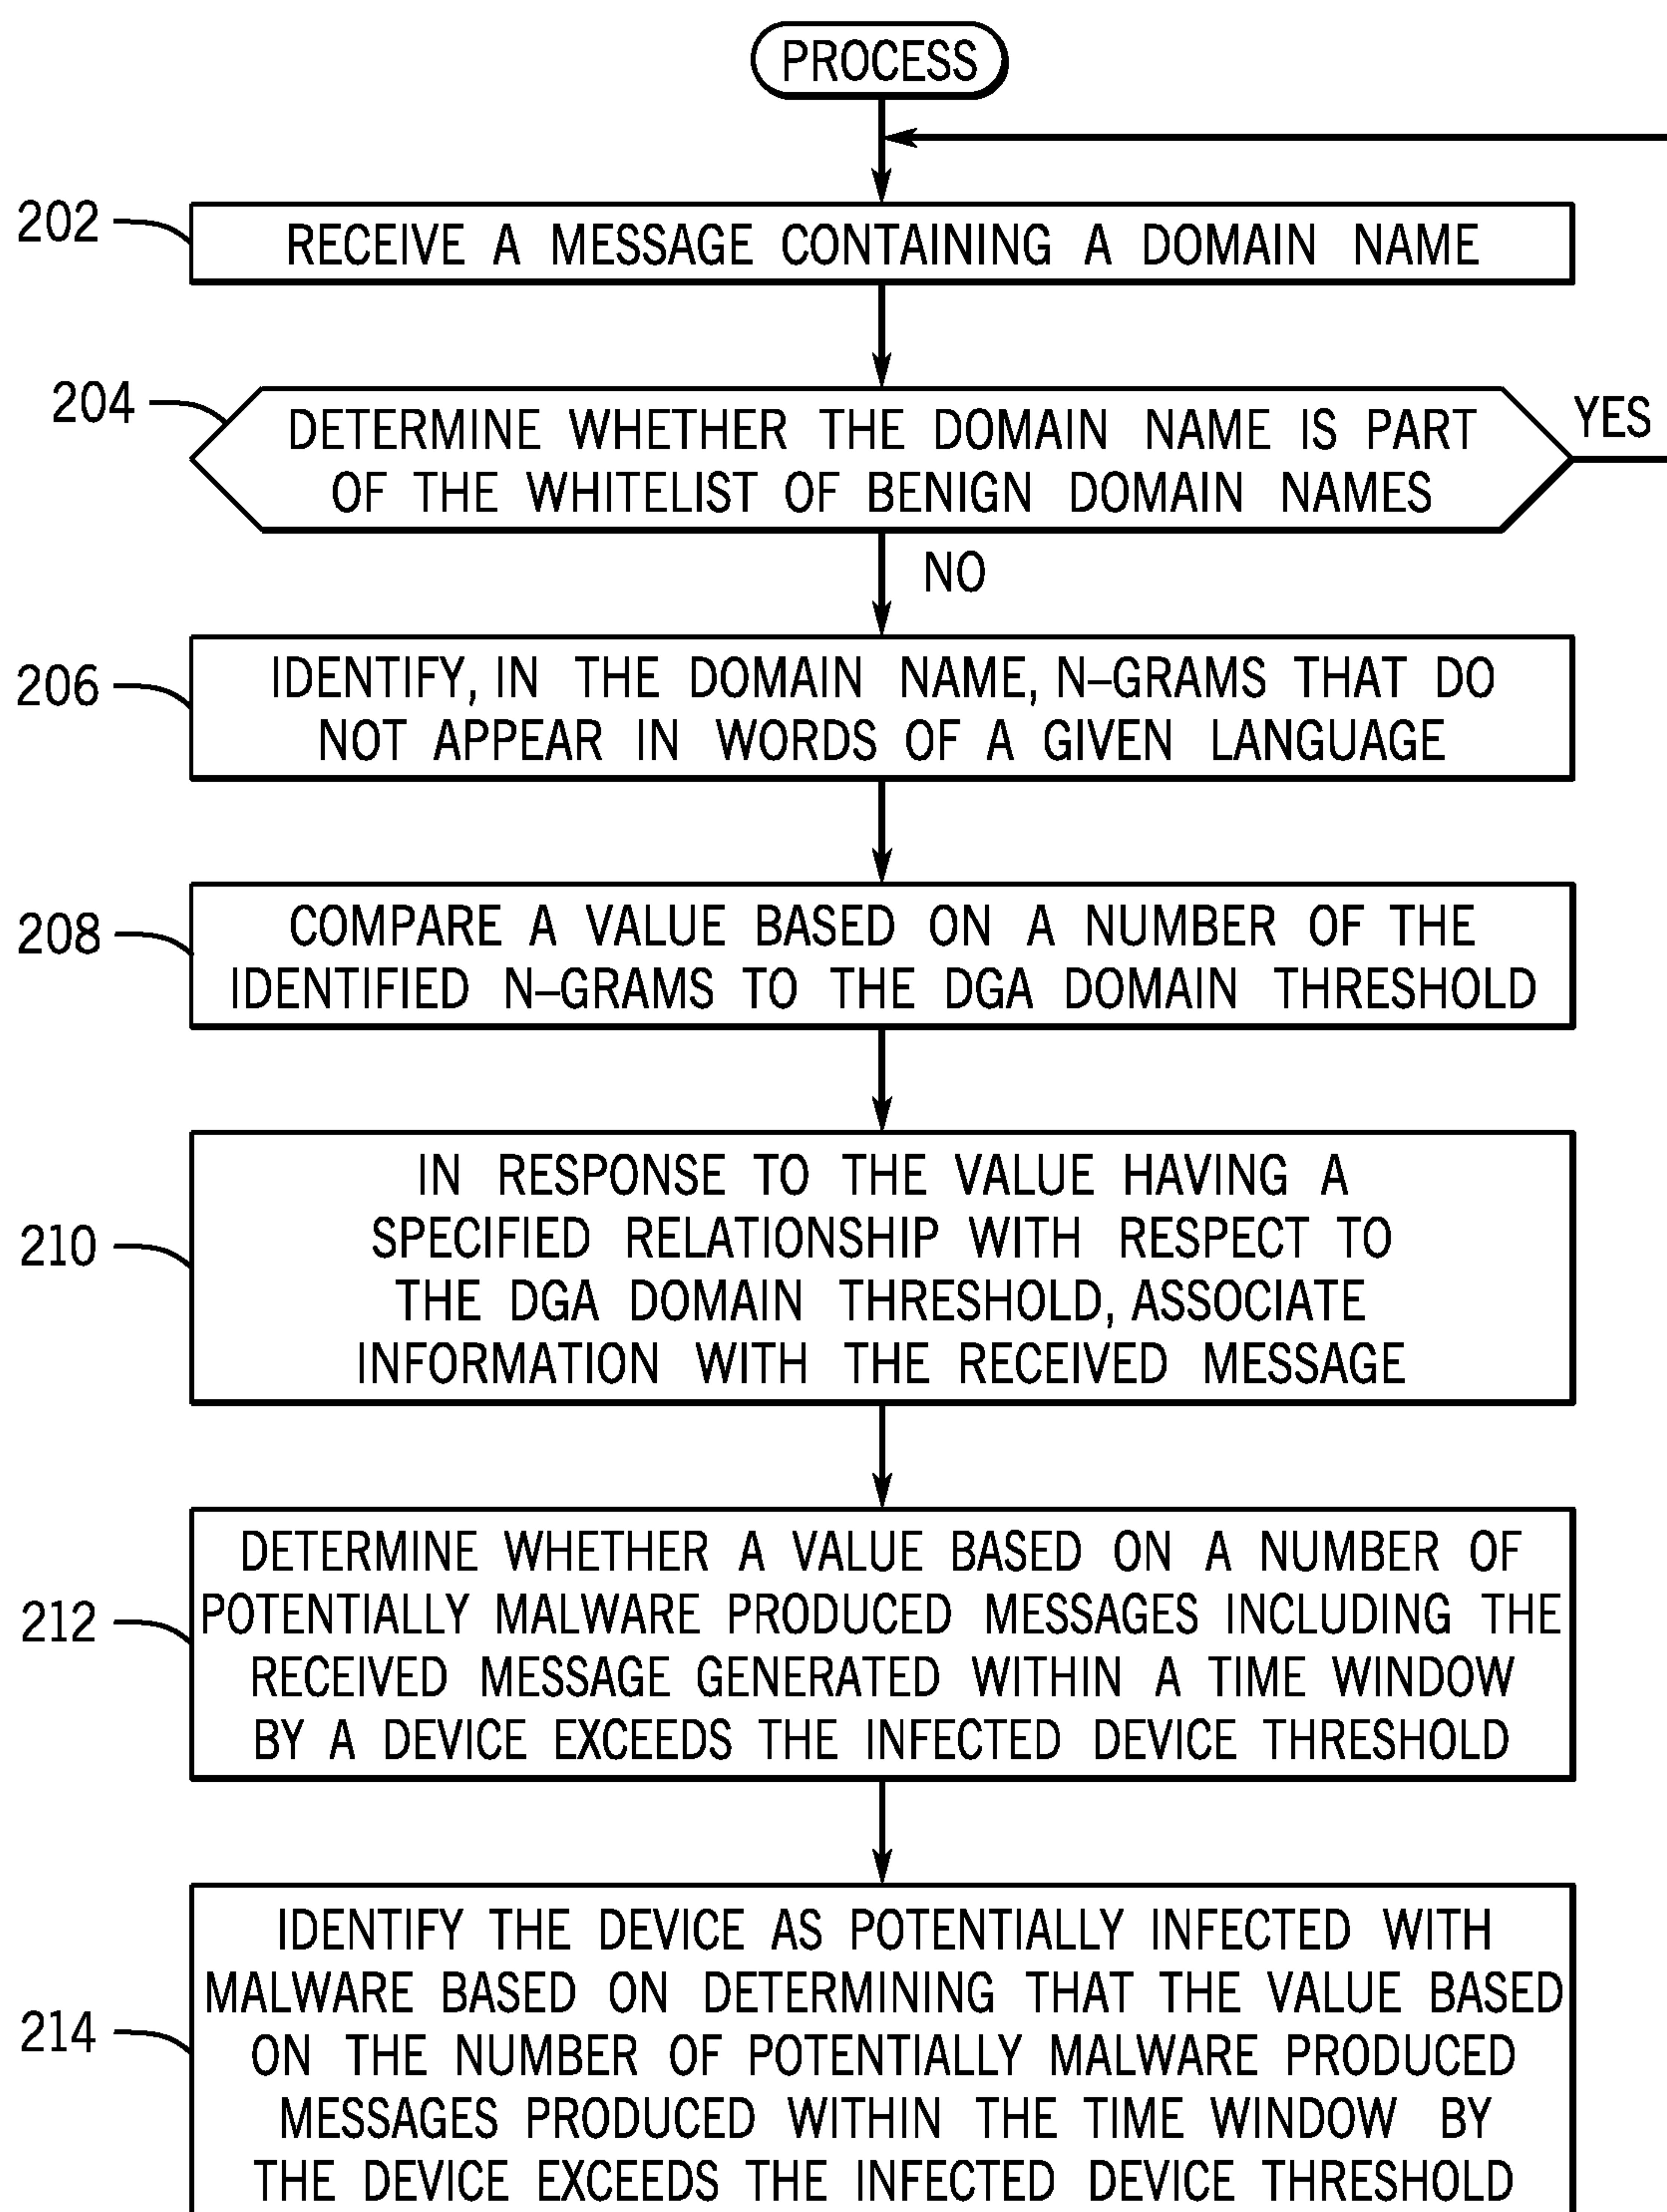 PROCESS
202
RECEIVE A MESSAGE CONTAINING A DOMAIN NAME
204
DETERMINE WHETHER THE DOMAIN NAME IS PART
OF THE WHITELIST OF BENIGN DOMAIN NAMES
YES
NO
206
IDENTIFY, IN THE DOMAIN NAME, N–GRAMS THAT DO
NOT APPEAR IN WORDS OF A GIVEN LANGUAGE
208
COMPARE A VALUE BASED ON A NUMBER OF THE
IDENTIFIED N–GRAMS TO THE DGA DOMAIN THRESHOLD
210
IN RESPONSE TO THE VALUE HAVING A
SPECIFIED RELATIONSHIP WITH RESPECT TO
THE DGA DOMAIN THRESHOLD, ASSOCIATE
INFORMATION WITH THE RECEIVED MESSAGE
212
DETERMINE WHETHER A VALUE BASED ON A NUMBER OF
POTENTIALLY MALWARE PRODUCED MESSAGES INCLUDING THE
RECEIVED MESSAGE GENERATED WITHIN A TIME WINDOW
BY A DEVICE EXCEEDS THE INFECTED DEVICE THRESHOLD
214
IDENTIFY THE DEVICE AS POTENTIALLY INFECTED WITH
MALWARE BASED ON DETERMINING THAT THE VALUE BASED
ON THE NUMBER OF POTENTIALLY MALWARE PRODUCED
MESSAGES PRODUCED WITHIN THE TIME WINDOW BY
THE DEVICE EXCEEDS THE INFECTED DEVICE THRESHOLD